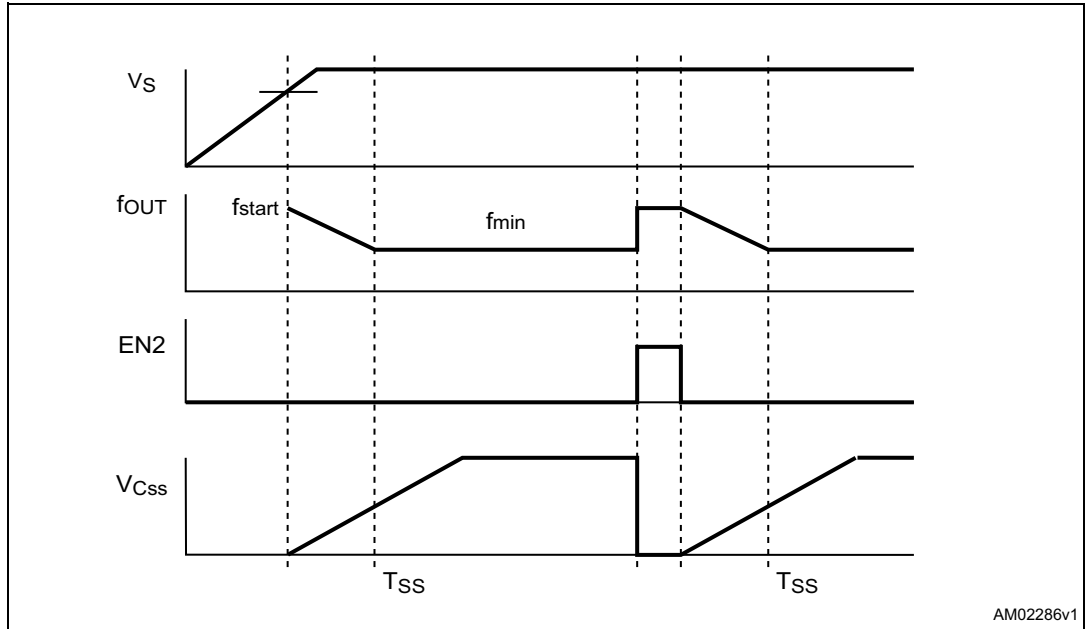 VS
fOUT
fstart
fmin
EN2
VCss
TSS
TSS
AM02286v1